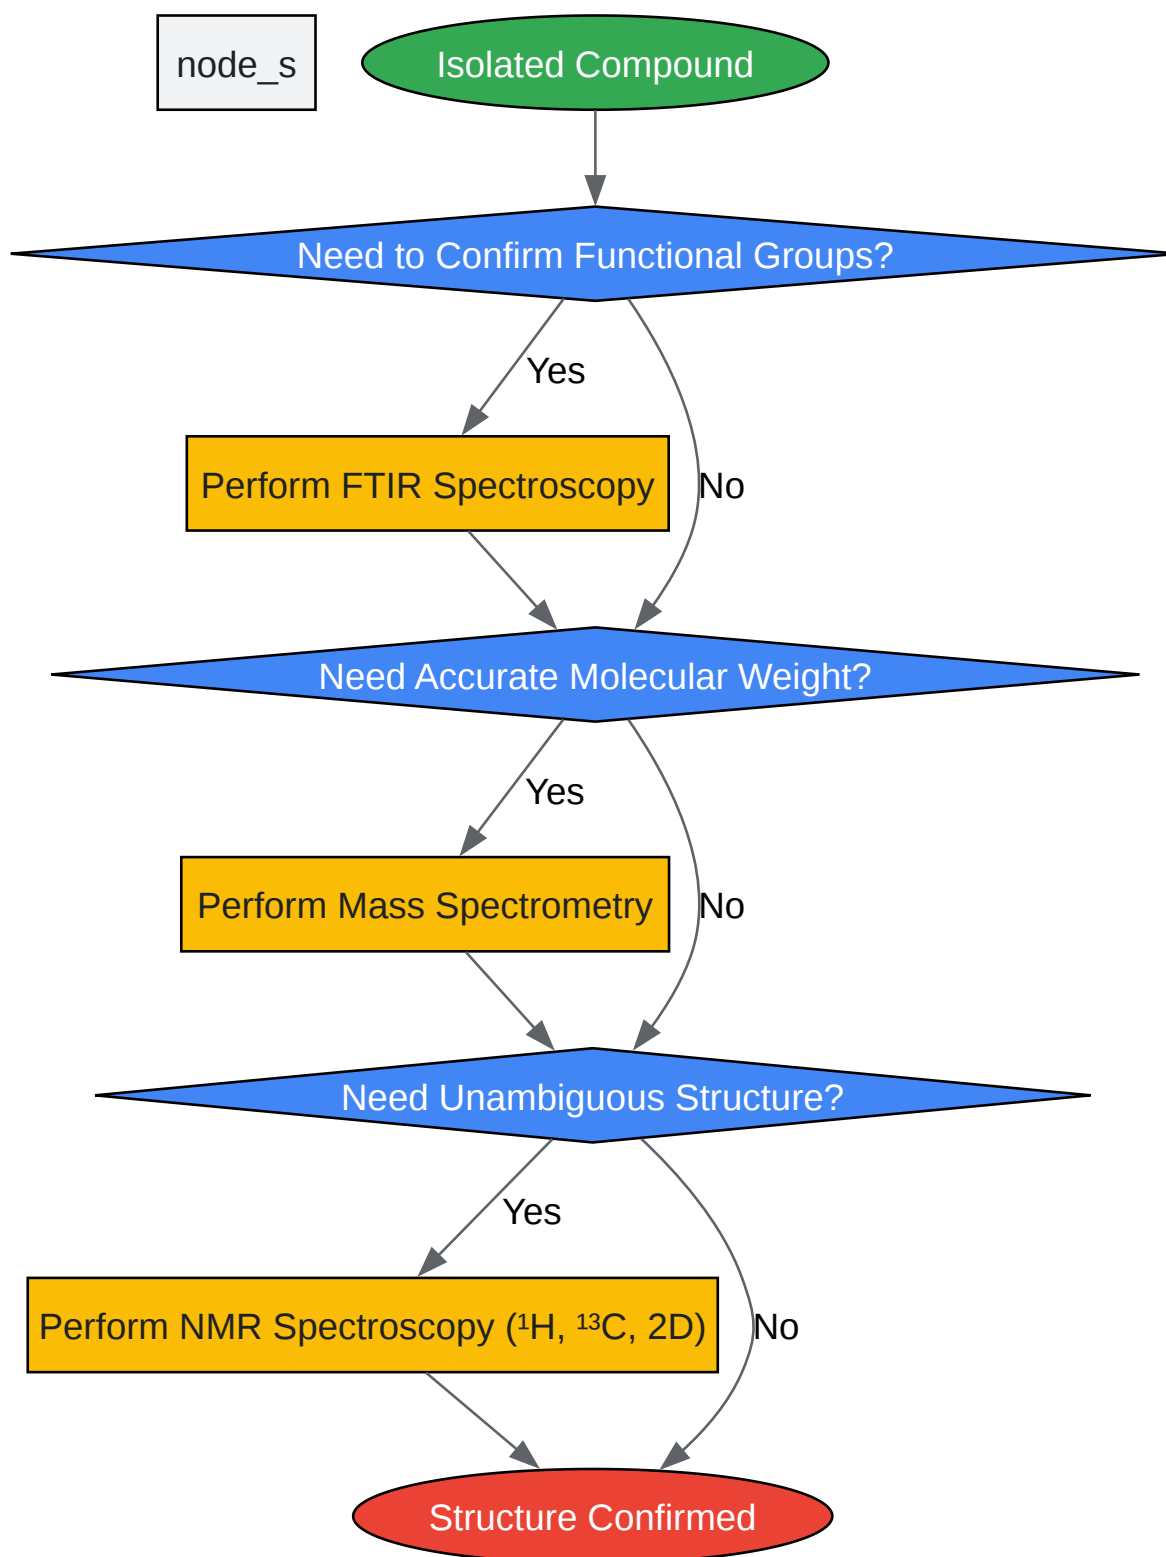 node_s
Isolated Compound
Need to Confirm Functional Groups?
Yes
Perform FTIR Spectroscopy
No
Need Accurate Molecular Weight?
Yes
Perform Mass Spectrometry
No
Need Unambiguous Structure?
Yes
Perform NMR Spectroscopy (¹H, ¹³C, 2D)
No
Structure Confirmed